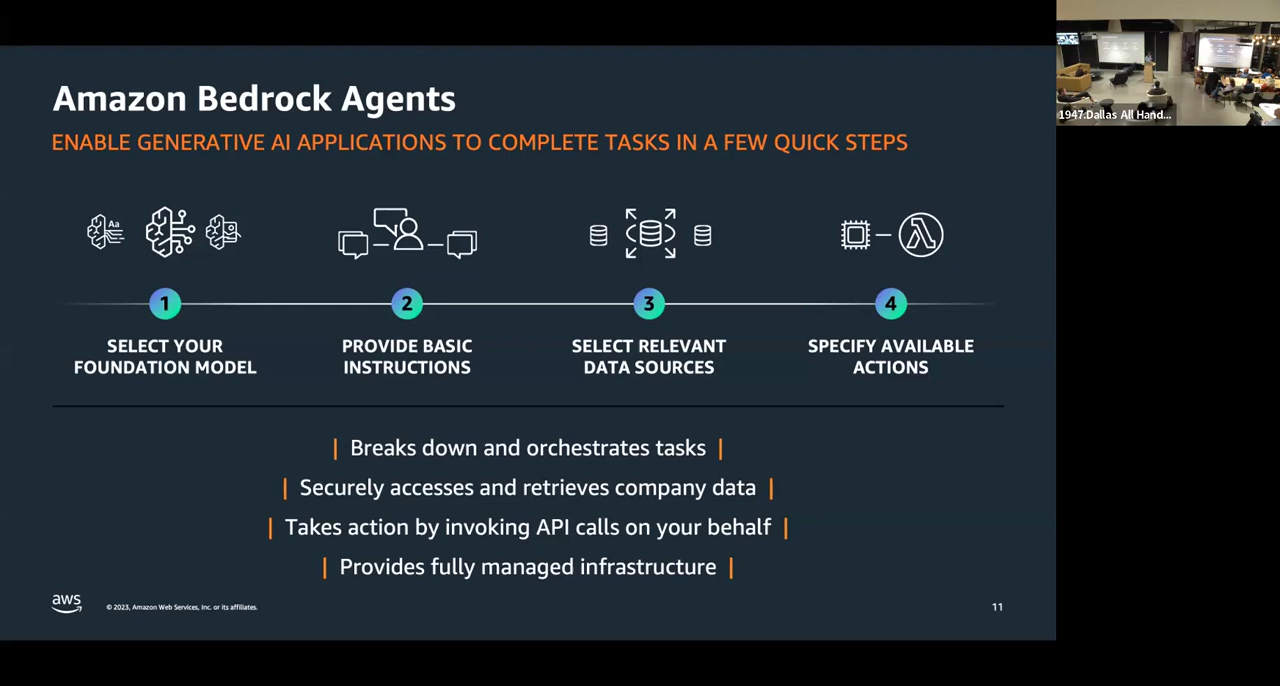 Amazon Bedrock Agents
ENABLE GENERATIVE AI APPLICATIONS TO COMPLETE TASKS IN A FEW QUICK STEPS
1947:Dallas All Hand...
Aa
1
2
3
4
SELECT YOUR
FOUNDATION MODEL
PROVIDE BASIC
INSTRUCTIONS
SELECT RELEVANT
DATA SOURCES
SPECIFY AVAILABLE
ACTIONS
| Breaks down and orchestrates tasks |
| Securely accesses and retrieves company data |
| Takes action by invoking API calls on your behalf |
| Provides fully managed infrastructure |
aws
© 2023, Amazon Web Services, Inc. or its affiliates.
11